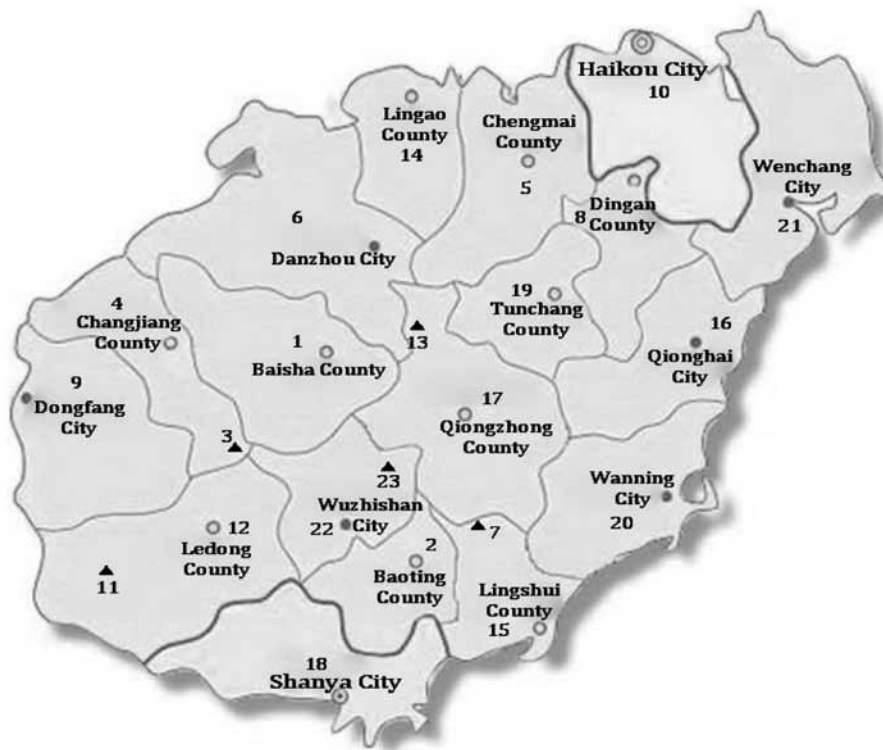 Haikou City
10
Lingao
County
14
Chengmai
County
5
Wenchang
City
21
Dingan
County
8
6
Danzhou City
4
Changjiang
County
1
Baisha County
13
19
Tunchang
County
16
Qionghai
City
9
Dongfang
City
17
Qiongzhong
County
3
23
Wuzhishan
City
22
Wanning
City
20
12
Ledong
County
11
2
Baoting
County
7
Lingshui
County
15
18
Shanya City